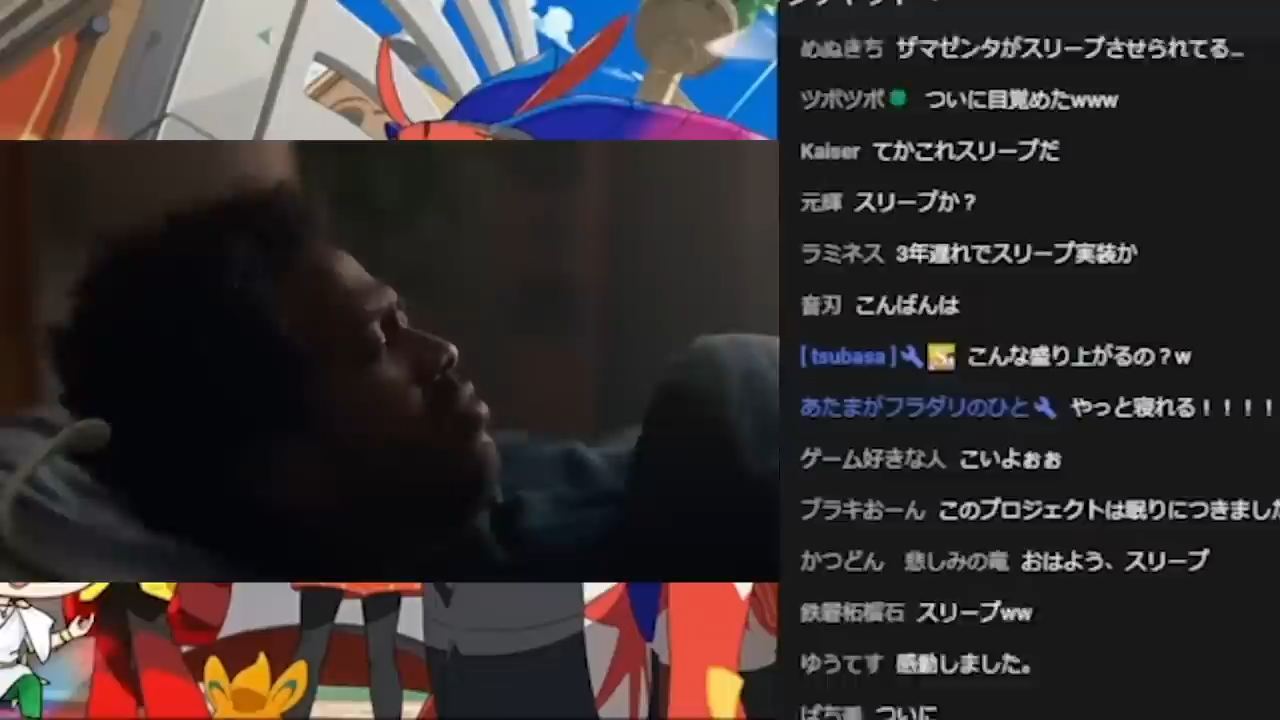 めぬきち ザマゼンタがスリープさせられてる
ツボツボ ついに目覚めたwww
Kaiser てかこれスリープだ
元輝 スリープか？
ラミネス 3年遅れでスリープ実装か
音刃 こんばんは
[tsubasa] こんな盛り上がるの？w
あたまがフラダリのひと やっと寝れる！！！！
ゲーム好きな人 こいよぉぉ
ブラキおーん このプロジェクトは眠りにつきました
かつどん 悲しみの竜 おはよう、スリープ
スリープww
ゆうてす 感動しました。
ついに